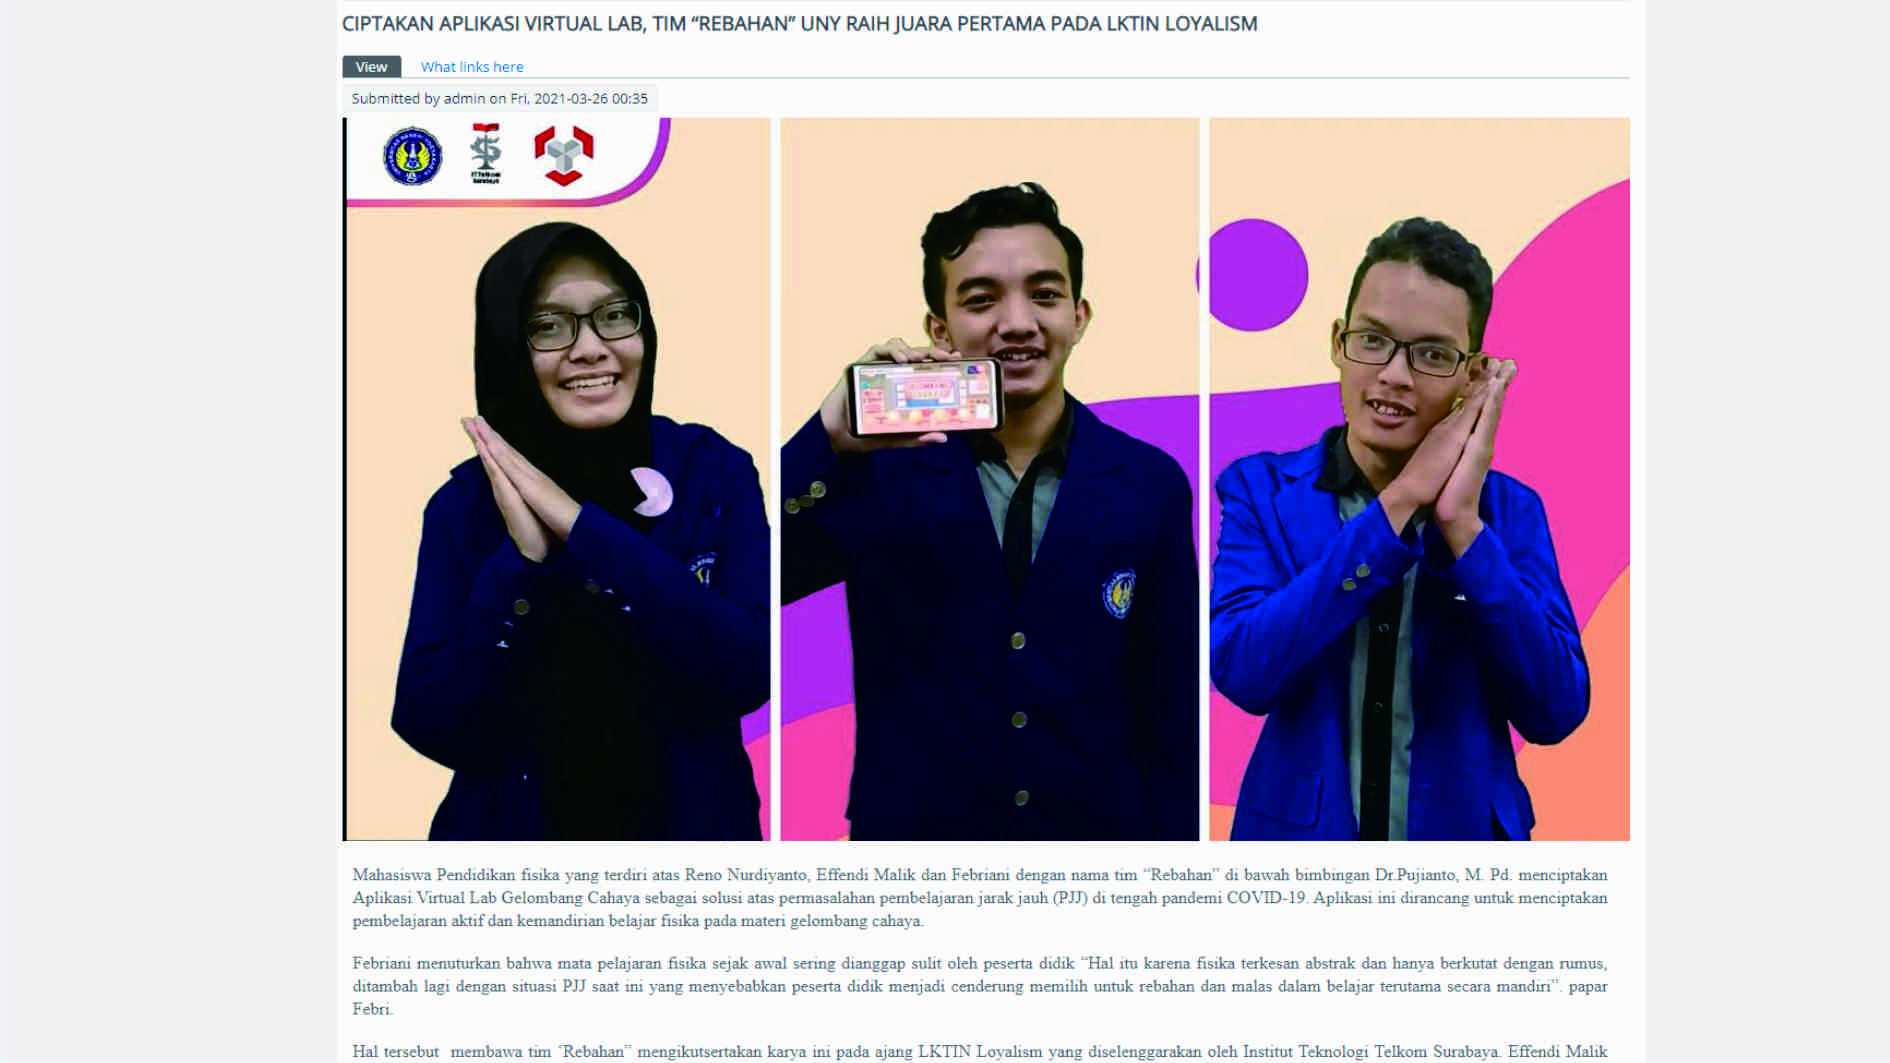 CIPTAKAN APLIKASI VIRTUAL LAB, TIM “REBAHAN” UNY RAIH JUARA PERTAMA PADA LKTIN LOYALISM
View What links here
Submitted by admin on Fri, 2021-03-26 00:35
IT Telkom
Surabaya
Mahasiswa Pendidikan fisika yang terdiri atas Reno Nurdiyanto, Effendi Malik dan Febriani dengan nama tim “Rebahan” di bawah bimbingan Dr.Pujianto, M. Pd. menciptakan
Aplikasi Virtual Lab Gelombang Cahaya sebagai solusi atas permasalahan pembelajaran jarak jauh (PJJ) di tengah pandemi COVID-19. Aplikasi ini dirancang untuk menciptakan
pembelajaran aktif dan kemandirian belajar fisika pada materi gelombang cahaya.
Febriani menuturkan bahwa mata pelajaran fisika sejak awal sering dianggap sulit oleh peserta didik “Hal itu karena fisika terkesan abstrak dan hanya berkutat dengan rumus,
ditambah lagi dengan situasi PJJ saat ini yang menyebabkan peserta didik menjadi cenderung memilih untuk rebahan dan malas dalam belajar terutama secara mandiri”. papar
Febri.
Hal tersebut membawa tim “Rebahan” mengikutsertakan karya ini pada ajang LKTIN Loyalism yang diselenggarakan oleh Institut Teknologi Telkom Surabaya. Effendi Malik